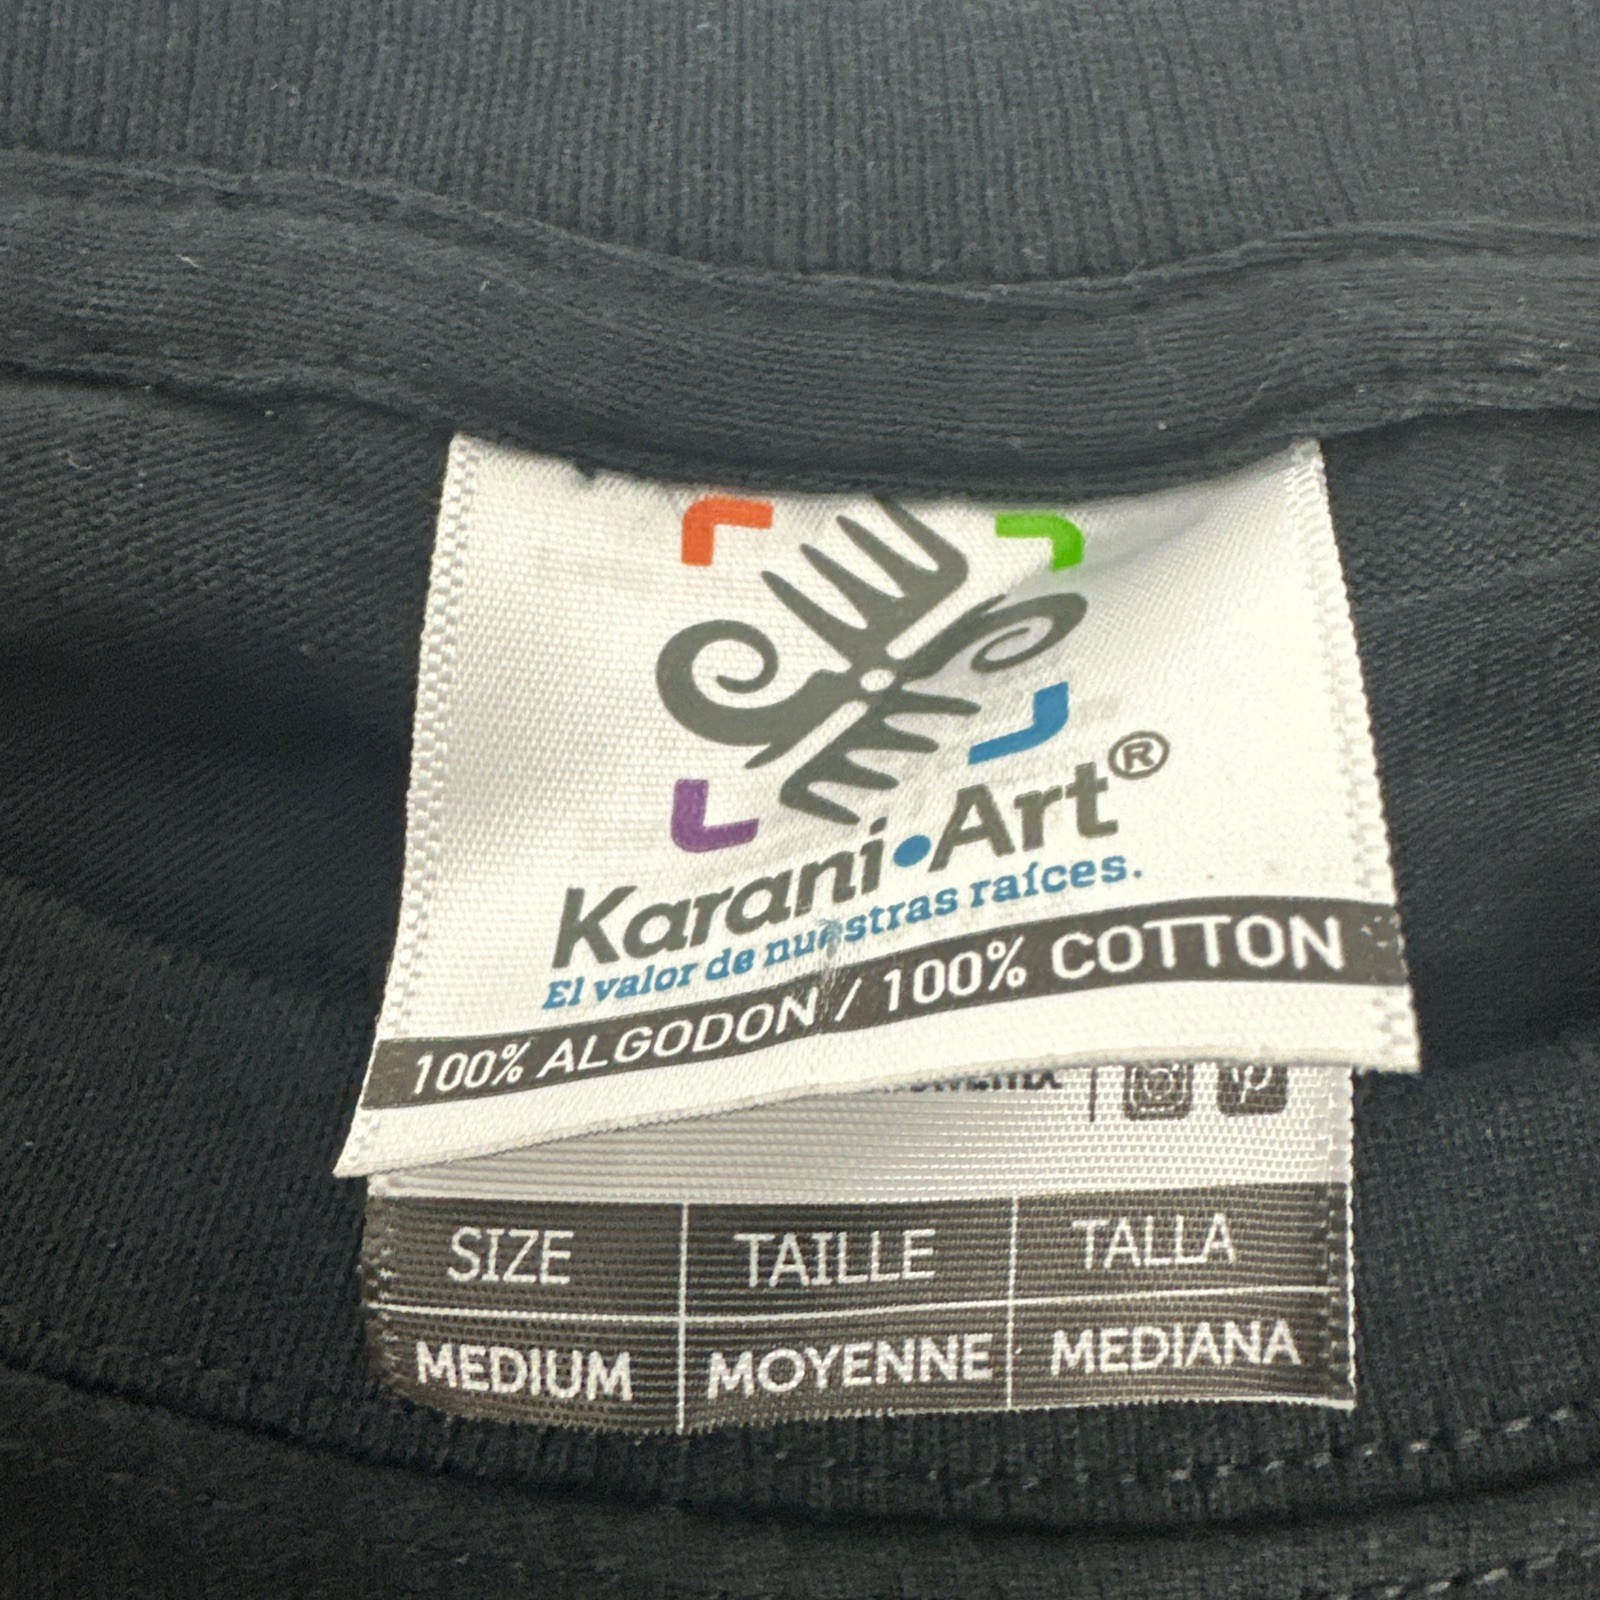 Karani•Art®
El valor de nuestras raíces.
100% ALGODON / 100% COTTON
SIZE TAILLE TALLA
MEDIUM MOYENNE MEDIANA